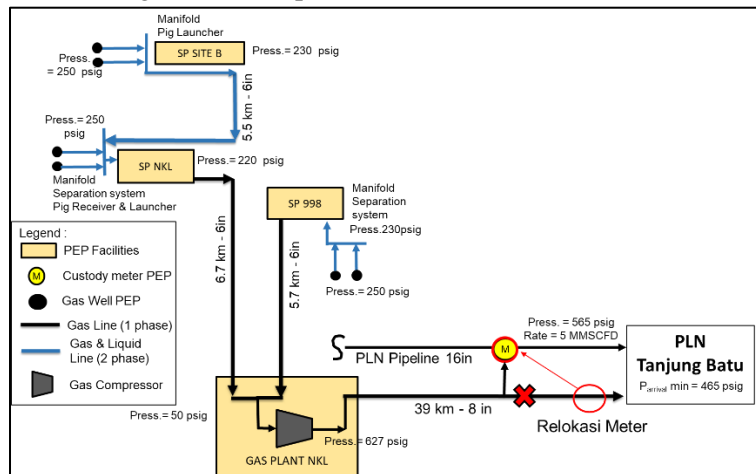 Manifold
Pig Launcher
SP SITE B
Press.= 230 psig
Press.
= 250 psig
5.5 km - 6in
Press.= 250
psig
SP NKL
Press.= 220 psig
Manifold
Separation system
Pig Receiver & Launcher
6.7 km - 6in
SP 998
Manifold
Separation
system
Press.230psig
5.7 km - 6in
Press.= 250 psig
Legend :
PEP Facilities
M
Custody meter PEP
Gas Well PEP
Gas Line (1 phase)
Gas & Liquid
Line (2 phase)
Gas Compressor
Press. = 565 psig
Rate = 5 MMSCFD
M
PLN Pipeline 16in
PLN
Tanjung Batu
Parrival min = 465 psig
39 km - 8 in
Relokasi Meter
Press.= 50 psig
Press.= 627 psig
GAS PLANT NKL